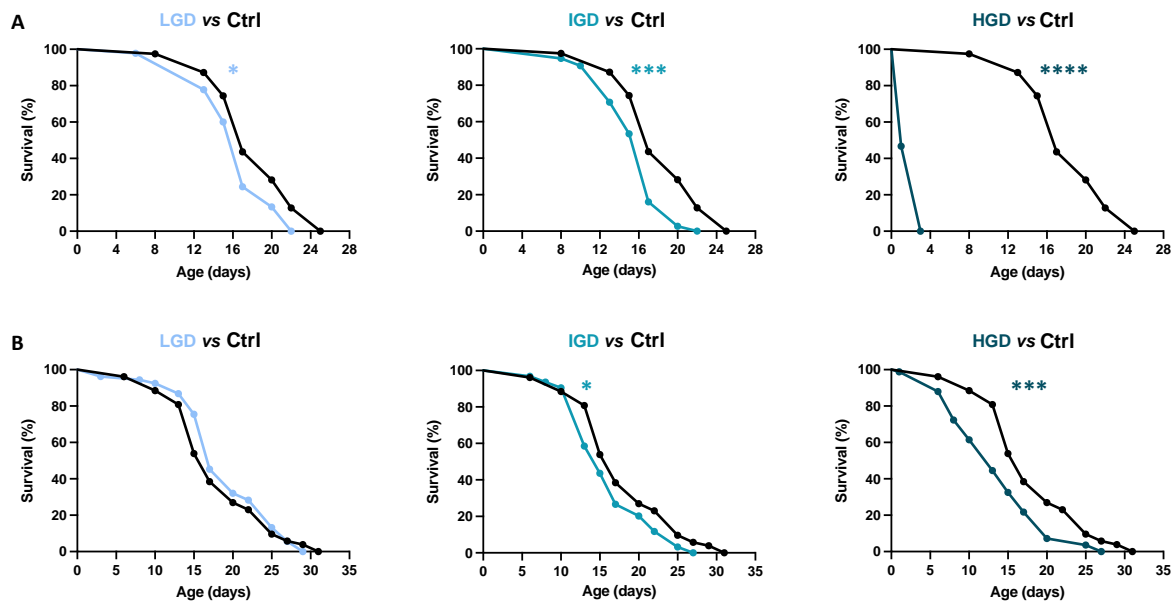 A
LGD vs Ctrl
*
Survival (%)
100
80
60
40
20
0
0 4 8 12 16 20 24 28
Age (days)
IGD vs Ctrl
***
Survival (%)
100
80
60
40
20
0
0 4 8 12 16 20 24 28
Age (days)
HGD vs Ctrl
****
Survival (%)
100
80
60
40
20
0
0 4 8 12 16 20 24 28
Age (days)
B
LGD vs Ctrl
Survival (%)
100
80
60
40
20
0
0 5 10 15 20 25 30 35
Age (days)
IGD vs Ctrl
*
Survival (%)
100
80
60
40
20
0
0 5 10 15 20 25 30 35
Age (days)
HGD vs Ctrl
***
Survival (%)
100
80
60
40
20
0
0 5 10 15 20 25 30 35
Age (days)